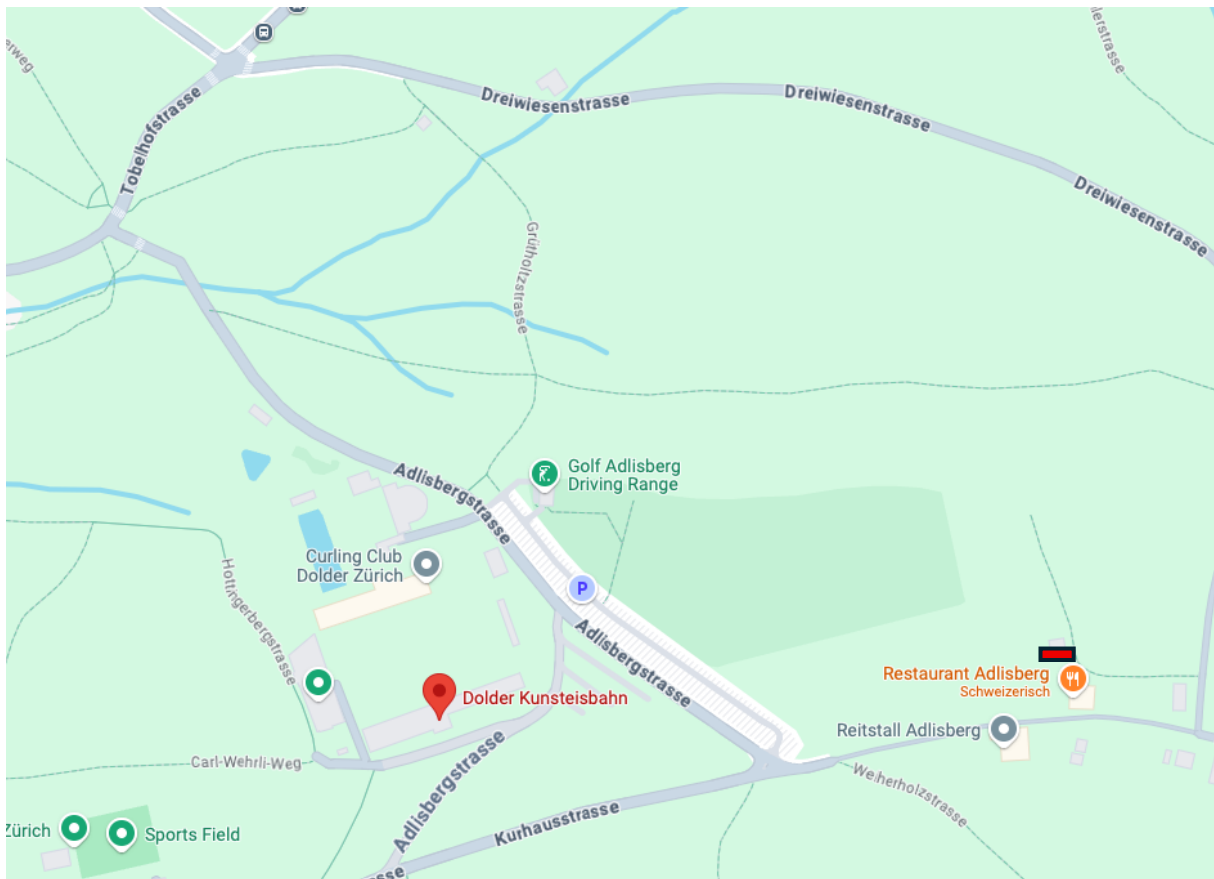 Tobelhofstrasse
Dreiwiesenstrasse
Dreiwiesenstrasse
Dreiwiesenstrasse
Grütholtzstrasse
Adlisbergstrasse
Golf Adlisberg
Driving Range
Curling Club
Dolder Zürich
P
Hottingerbergstrasse
Adlisbergstrasse
Restaurant Adlisberg
Schweizerisch
Dolder Kunsteisbahn
Reitstall Adlisberg
Carl-Wehrli-Weg
Adlisbergstrasse
Weiherholzstrasse
Kurhausstrasse
Zürich
Sports Field